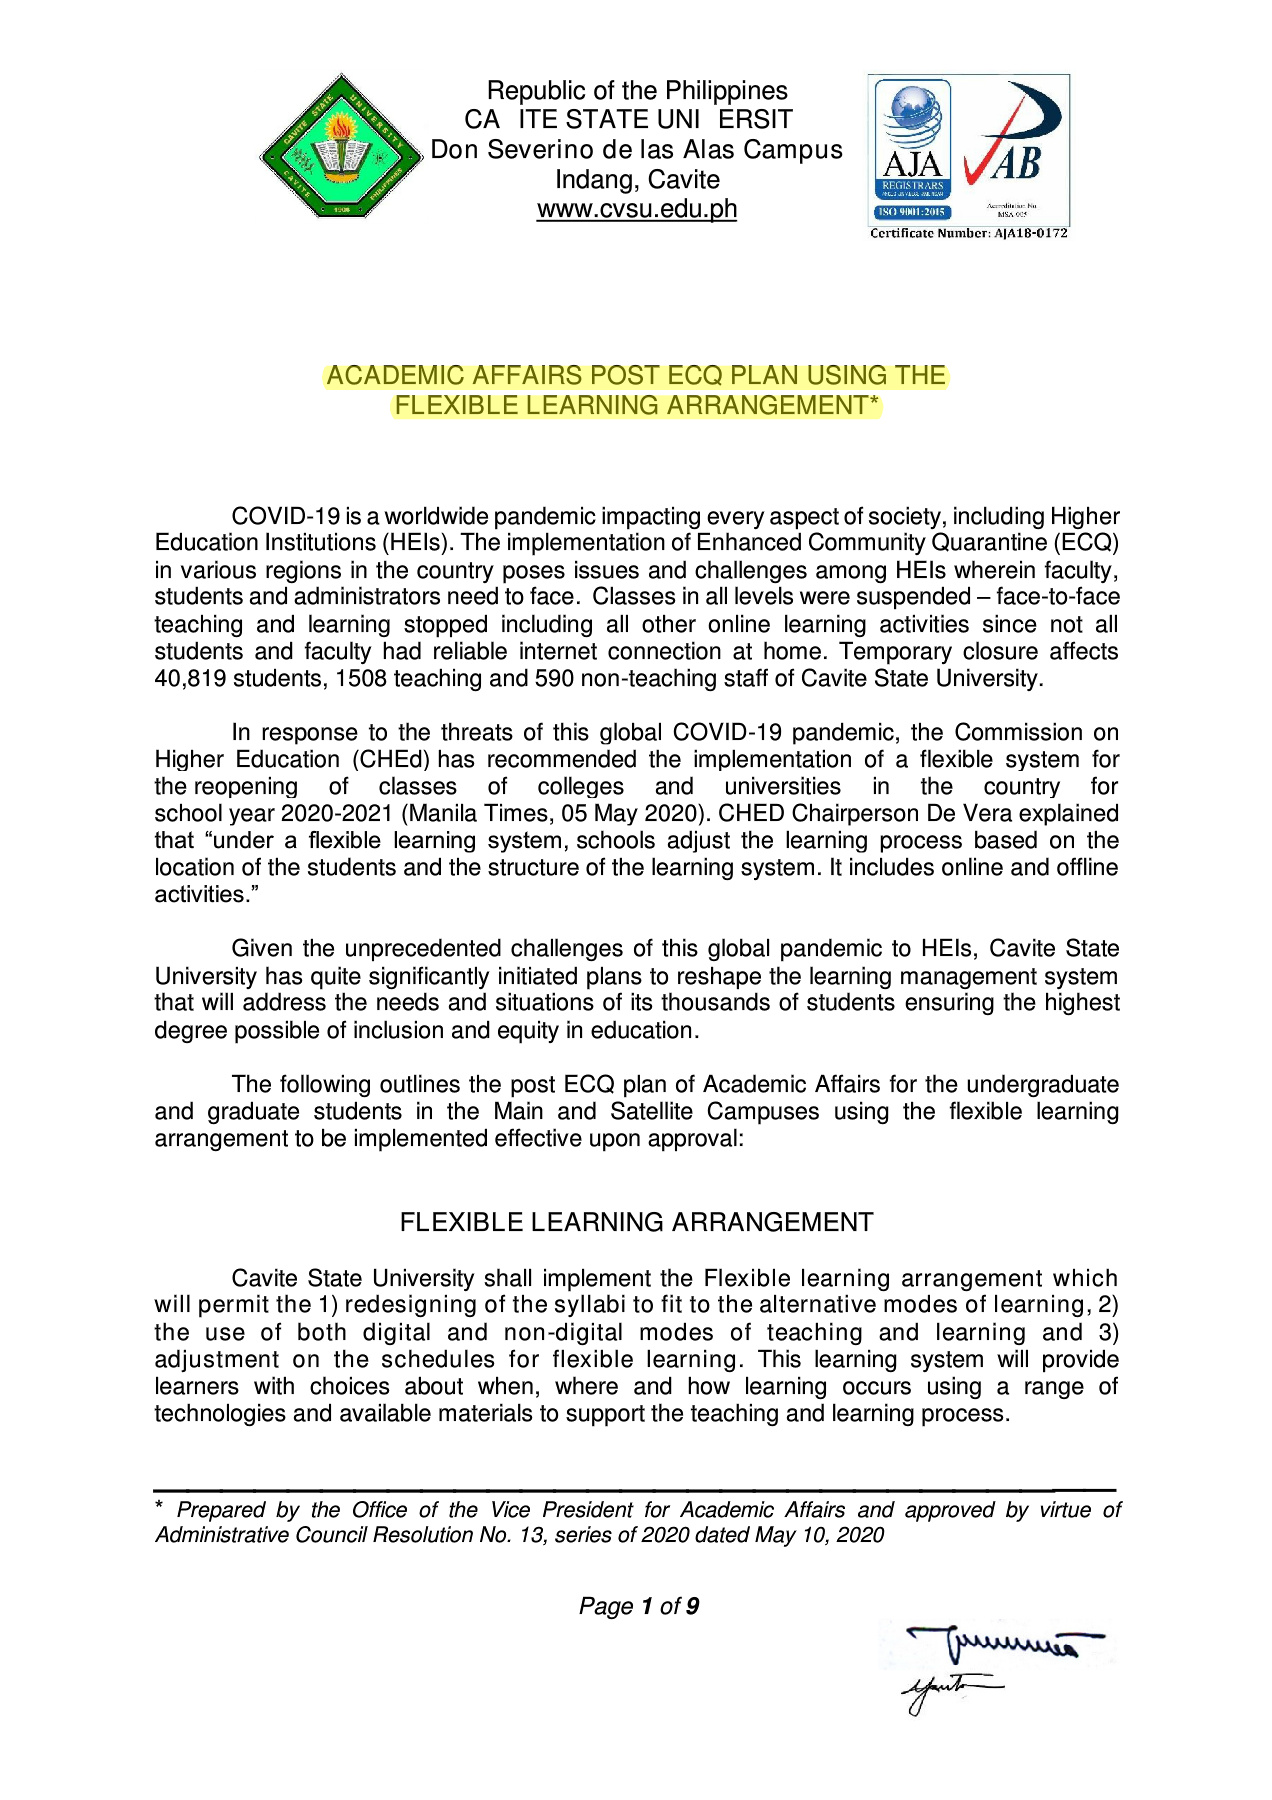 Republic of the Philippines
CA ITE STATE UNI ERSIT
Don Severino de las Alas Campus
Indang, Cavite
www.cvsu.edu.ph
CAVITE STATE UNIVERSITY
CAVITE PHILIPPINES
1906
AJA
REGISTRARS
ISO 9001:2015
PAB
Accreditation No.
MSA-005
Certificate Number: AJA18-0172
ACADEMIC AFFAIRS POST ECQ PLAN USING THE
FLEXIBLE LEARNING ARRANGEMENT*
COVID-19 is a worldwide pandemic impacting every aspect of society, including Higher
Education Institutions (HEIs). The implementation of Enhanced Community Quarantine (ECQ)
in various regions in the country poses issues and challenges among HEIs wherein faculty,
students and administrators need to face. Classes in all levels were suspended – face-to-face
teaching and learning stopped including all other online learning activities since not all
students and faculty had reliable internet connection at home. Temporary closure affects
40,819 students, 1508 teaching and 590 non-teaching staff of Cavite State University.
In response to the threats of this global COVID-19 pandemic, the Commission on
Higher Education (CHEd) has recommended the implementation of a flexible system for
the reopening of classes of colleges and universities in the country for
school year 2020-2021 (Manila Times, 05 May 2020). CHED Chairperson De Vera explained
that “under a flexible learning system, schools adjust the learning process based on the
location of the students and the structure of the learning system. It includes online and offline
activities.”
Given the unprecedented challenges of this global pandemic to HEIs, Cavite State
University has quite significantly initiated plans to reshape the learning management system
that will address the needs and situations of its thousands of students ensuring the highest
degree possible of inclusion and equity in education.
The following outlines the post ECQ plan of Academic Affairs for the undergraduate
and graduate students in the Main and Satellite Campuses using the flexible learning
arrangement to be implemented effective upon approval:
FLEXIBLE LEARNING ARRANGEMENT
Cavite State University shall implement the Flexible learning arrangement which
will permit the 1) redesigning of the syllabi to fit to the alternative modes of learning, 2)
the use of both digital and non-digital modes of teaching and learning and 3)
adjustment on the schedules for flexible learning. This learning system will provide
learners with choices about when, where and how learning occurs using a range of
technologies and available materials to support the teaching and learning process.
* Prepared by the Office of the Vice President for Academic Affairs and approved by virtue of
Administrative Council Resolution No. 13, series of 2020 dated May 10, 2020
Page 1 of 9